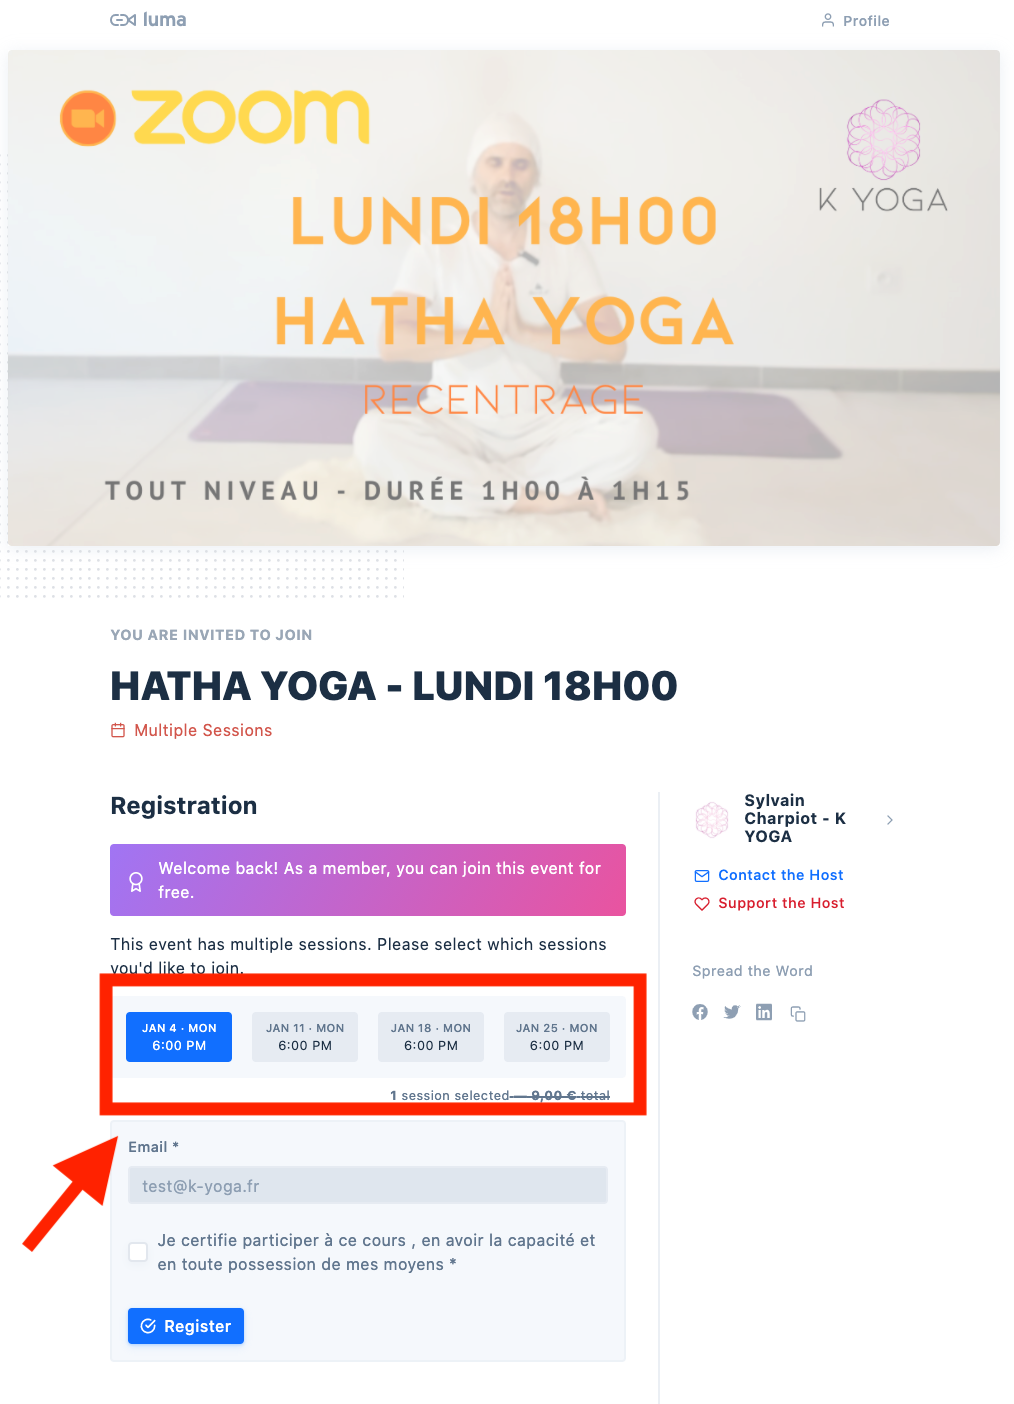 luma
Profile
zoom
K YOGA
LUNDI 18H00
HATHA YOGA
RECENTRAGE
TOUT NIVEAU - DURÉE 1H00 À 1H15
YOU ARE INVITED TO JOIN
HATHA YOGA - LUNDI 18H00
Multiple Sessions
Registration
Welcome back! As a member, you can join this event for
free.
This event has multiple sessions. Please select which sessions
you'd like to join.
JAN 4 · MON
6:00 PM
JAN 11 · MON
6:00 PM
JAN 18 · MON
6:00 PM
JAN 25 · MON
6:00 PM
1 session selected — 9,00 € total
Email *
test@k-yoga.fr
Je certifie participer à ce cours , en avoir la capacité et
en toute possession de mes moyens *
Register
Sylvain
Charpiot - K
YOGA
Contact the Host
Support the Host
Spread the Word